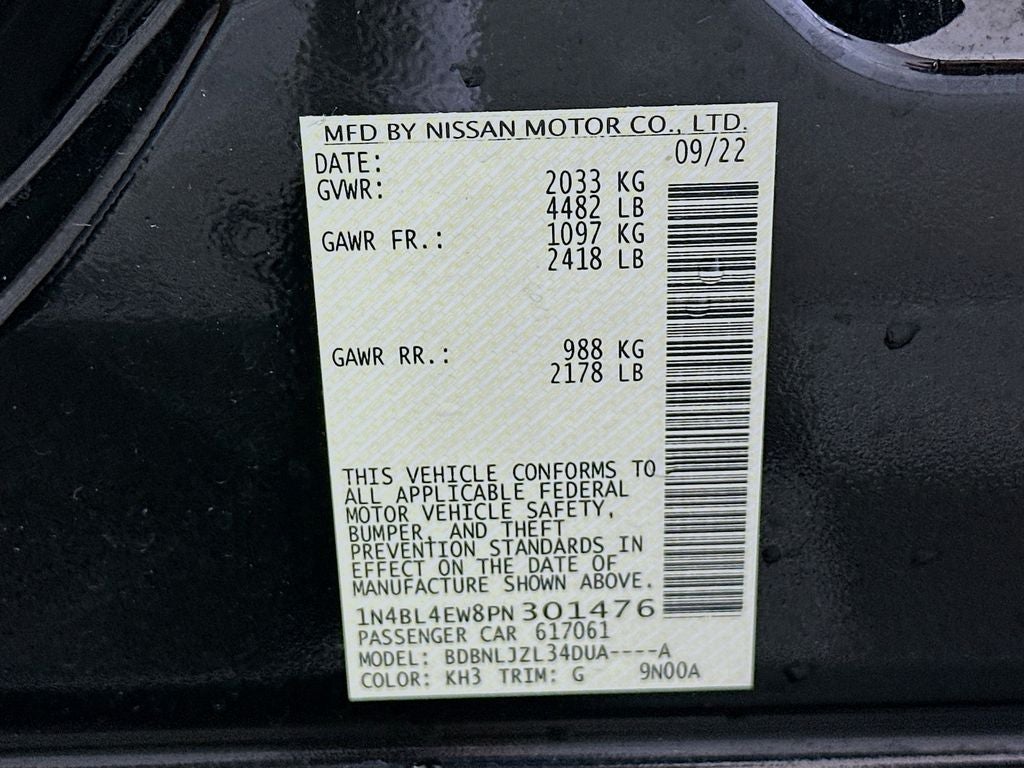 MFD BY NISSAN MOTOR CO., LTD.
DATE: 09/22
GVWR: 2033 KG
4482 LB
GAWR FR.: 1097 KG
2418 LB
GAWR RR.: 988 KG
2178 LB
THIS VEHICLE CONFORMS TO
ALL APPLICABLE FEDERAL
MOTOR VEHICLE SAFETY,
BUMPER, AND THEFT
PREVENTION STANDARDS IN
EFFECT ON THE DATE OF
MANUFACTURE SHOWN ABOVE.
1N4BL4EW8PN301476
PASSENGER CAR 617061
MODEL: BDBNLJZL34DUA----A
COLOR: KH3 TRIM: G 9N00A